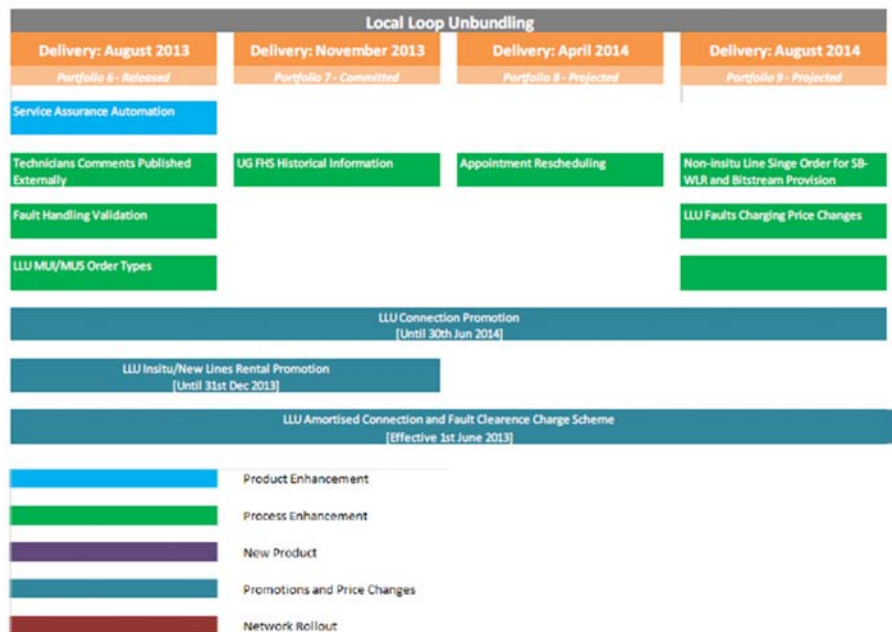 Local Loop Unbundling
Delivery: August 2013
Delivery: November 2013
Delivery: April 2014
Delivery: August 2014
Portfolio 6 - Released
Portfolio 7 - Committed
Portfolio 8 - Projected
Portfolio 9 - Projected
Service Assurance Automation
Technicians Comments Published
Externally
UG FHS Historical Information
Appointment Rescheduling
Non-insitu Line Singe Order for SB-
WLR and Bitstream Provision
Fault Handling Validation
LLU Faults Charging Price Changes
LLU MUI/MUS Order Types
LLU Connection Promotion
[Until 30th Jun 2014]
LLU Insitu/New Lines Rental Promotion
[Until 31st Dec 2013]
LLU Amortised Connection and Fault Clearence Charge Scheme
[Effective 1st June 2013]
Product Enhancement
Process Enhancement
New Product
Promotions and Price Changes
Network Rollout